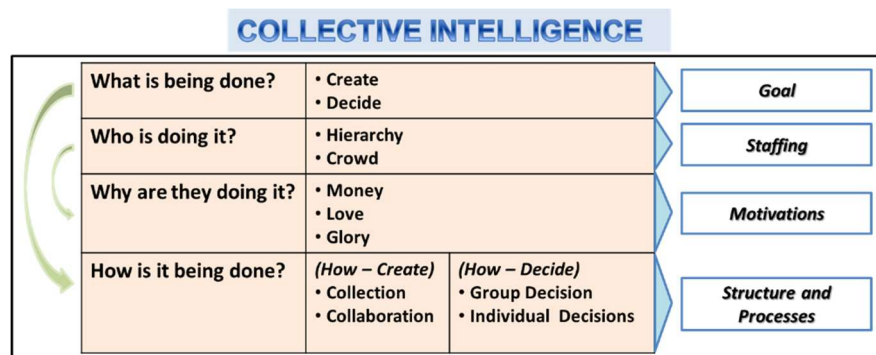 COLLECTIVE INTELLIGENCE
What is being done?
• Create
• Decide
Goal
Who is doing it?
• Hierarchy
• Crowd
Staffing
Why are they doing it?
• Money
• Love
• Glory
Motivations
How is it being done?
(How – Create)
• Collection
• Collaboration
(How – Decide)
• Group Decision
• Individual Decisions
Structure and
Processes